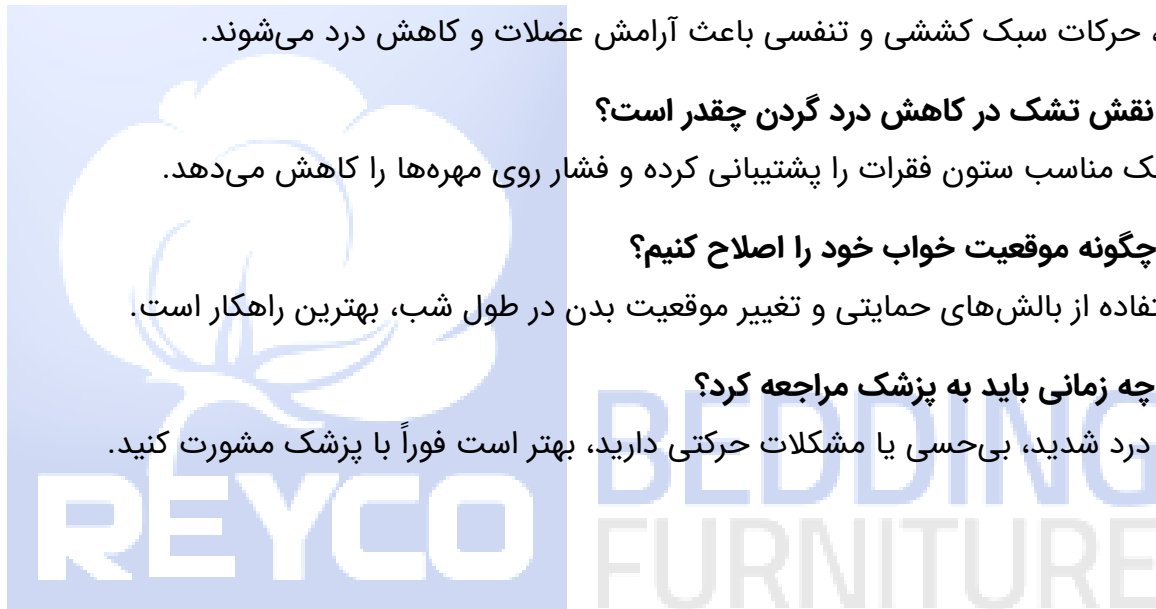 ، حرکات سبک کششی و تنفسی باعث آرامش عضلات و کاهش درد می‌شوند.
نقش تشک در کاهش درد گردن چقدر است؟
مناسب ستون فقرات را پشتیبانی کرده و فشار روی مهره‌ها را کاهش می‌دهد.
چگونه موقعیت خواب خود را اصلاح کنیم؟
از بالش‌های حمایتی و تغییر موقعیت بدن در طول شب، بهترین راهکار است.
چه زمانی باید به پزشک مراجعه کرد؟
درد شدید، بی‌حسی یا مشکلات حرکتی دارید، بهتر است فوراً با پزشک مشورت کنید.
REYCO
BEDDING
FURNITURE